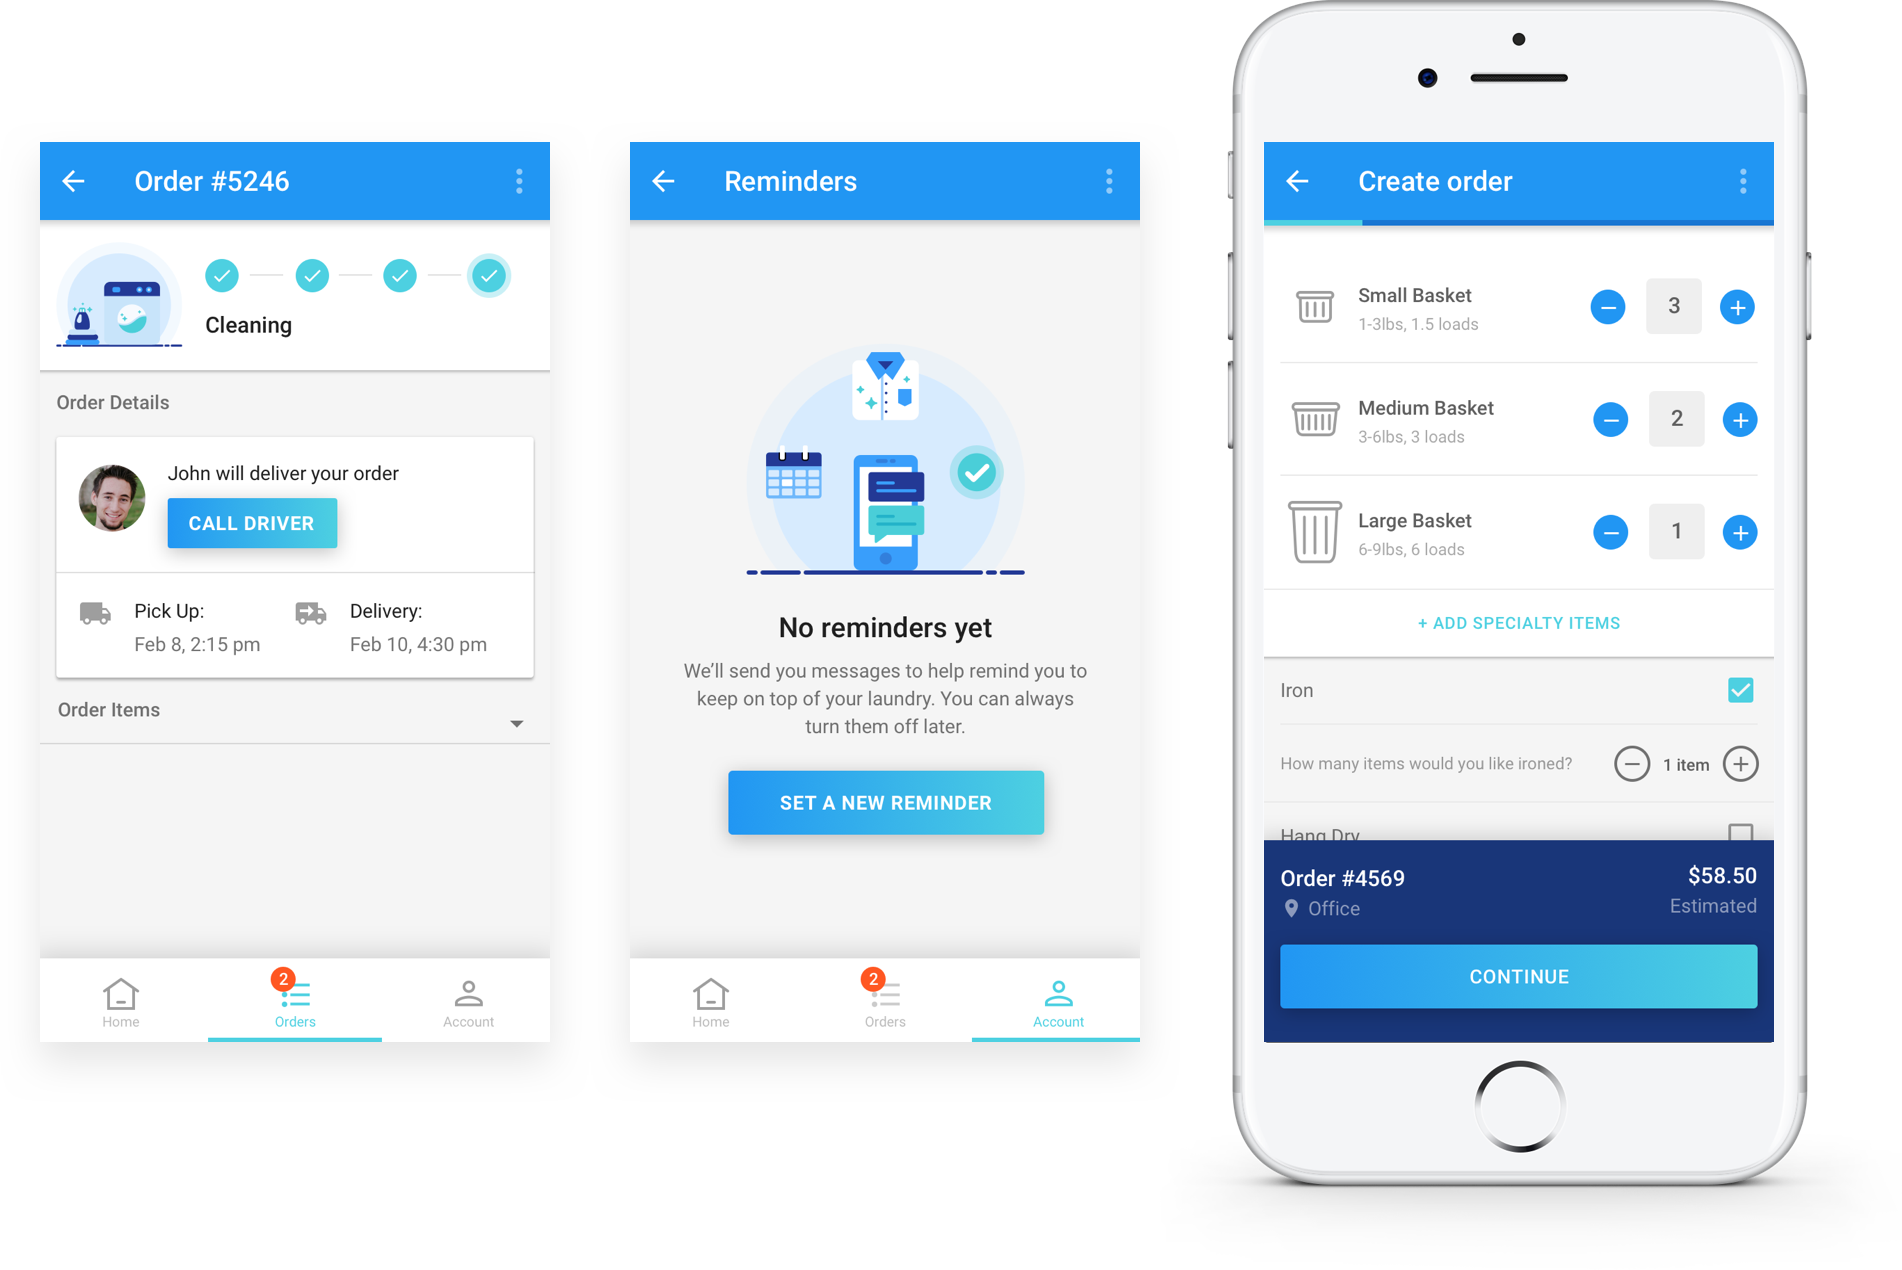 Order #5246
Cleaning
Order Details
John will deliver your order
CALL DRIVER
Pick Up:
Feb 8, 2:15 pm
Delivery:
Feb 10, 4:30 pm
Order Items
2
Home
Orders
Account
Reminders
No reminders yet
We’ll send you messages to help remind you to
keep on top of your laundry. You can always
turn them off later.
SET A NEW REMINDER
2
Home
Orders
Account
Create order
Small Basket
1-3lbs, 1.5 loads
3
Medium Basket
3-6lbs, 3 loads
2
Large Basket
6-9lbs, 6 loads
1
+ ADD SPECIALTY ITEMS
Iron
How many items would you like ironed?
1 item
Hang Dry
Order #4569
$58.50
Office
Estimated
CONTINUE